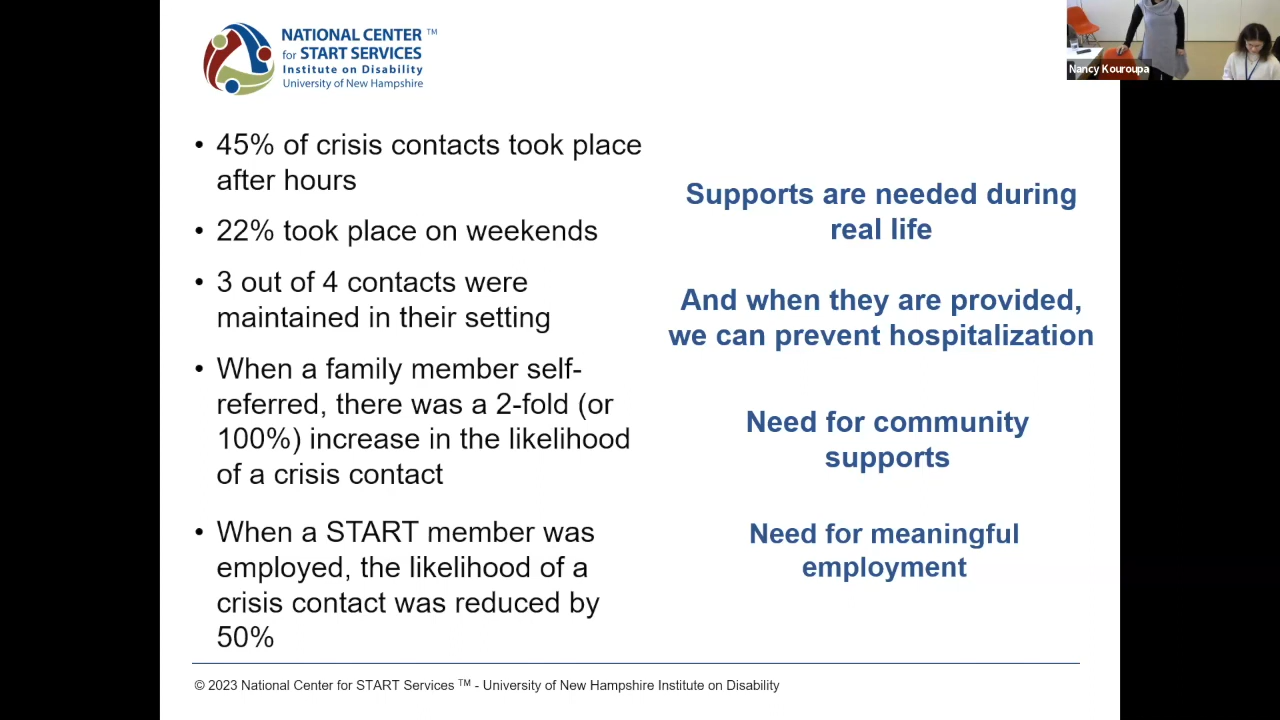 NATIONAL CENTER™
for START SERVICES
Institute on Disability
University of New Hampshire
Nancy Kouroupa
• 45% of crisis contacts took place
after hours
• 22% took place on weekends
• 3 out of 4 contacts were
maintained in their setting
• When a family member self-
referred, there was a 2-fold (or
100%) increase in the likelihood
of a crisis contact
• When a START member was
employed, the likelihood of a
crisis contact was reduced by
50%
Supports are needed during
real life
And when they are provided,
we can prevent hospitalization
Need for community
supports
Need for meaningful
employment
© 2023 National Center for START Services ™ - University of New Hampshire Institute on Disability